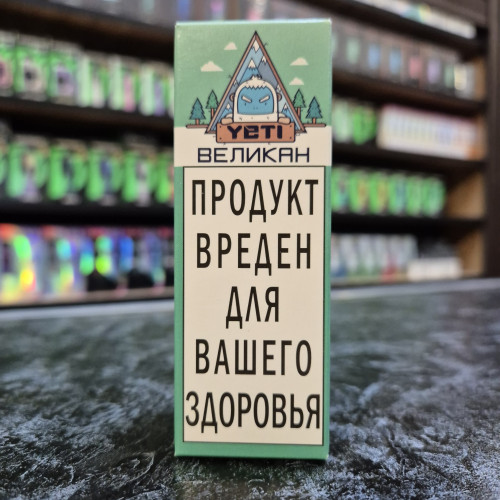 YETI
ВЕЛИКАН
ПРОДУКТ
ВРЕДЕН
ДЛЯ
ВАШЕГО
ЗДОРОВЬЯ